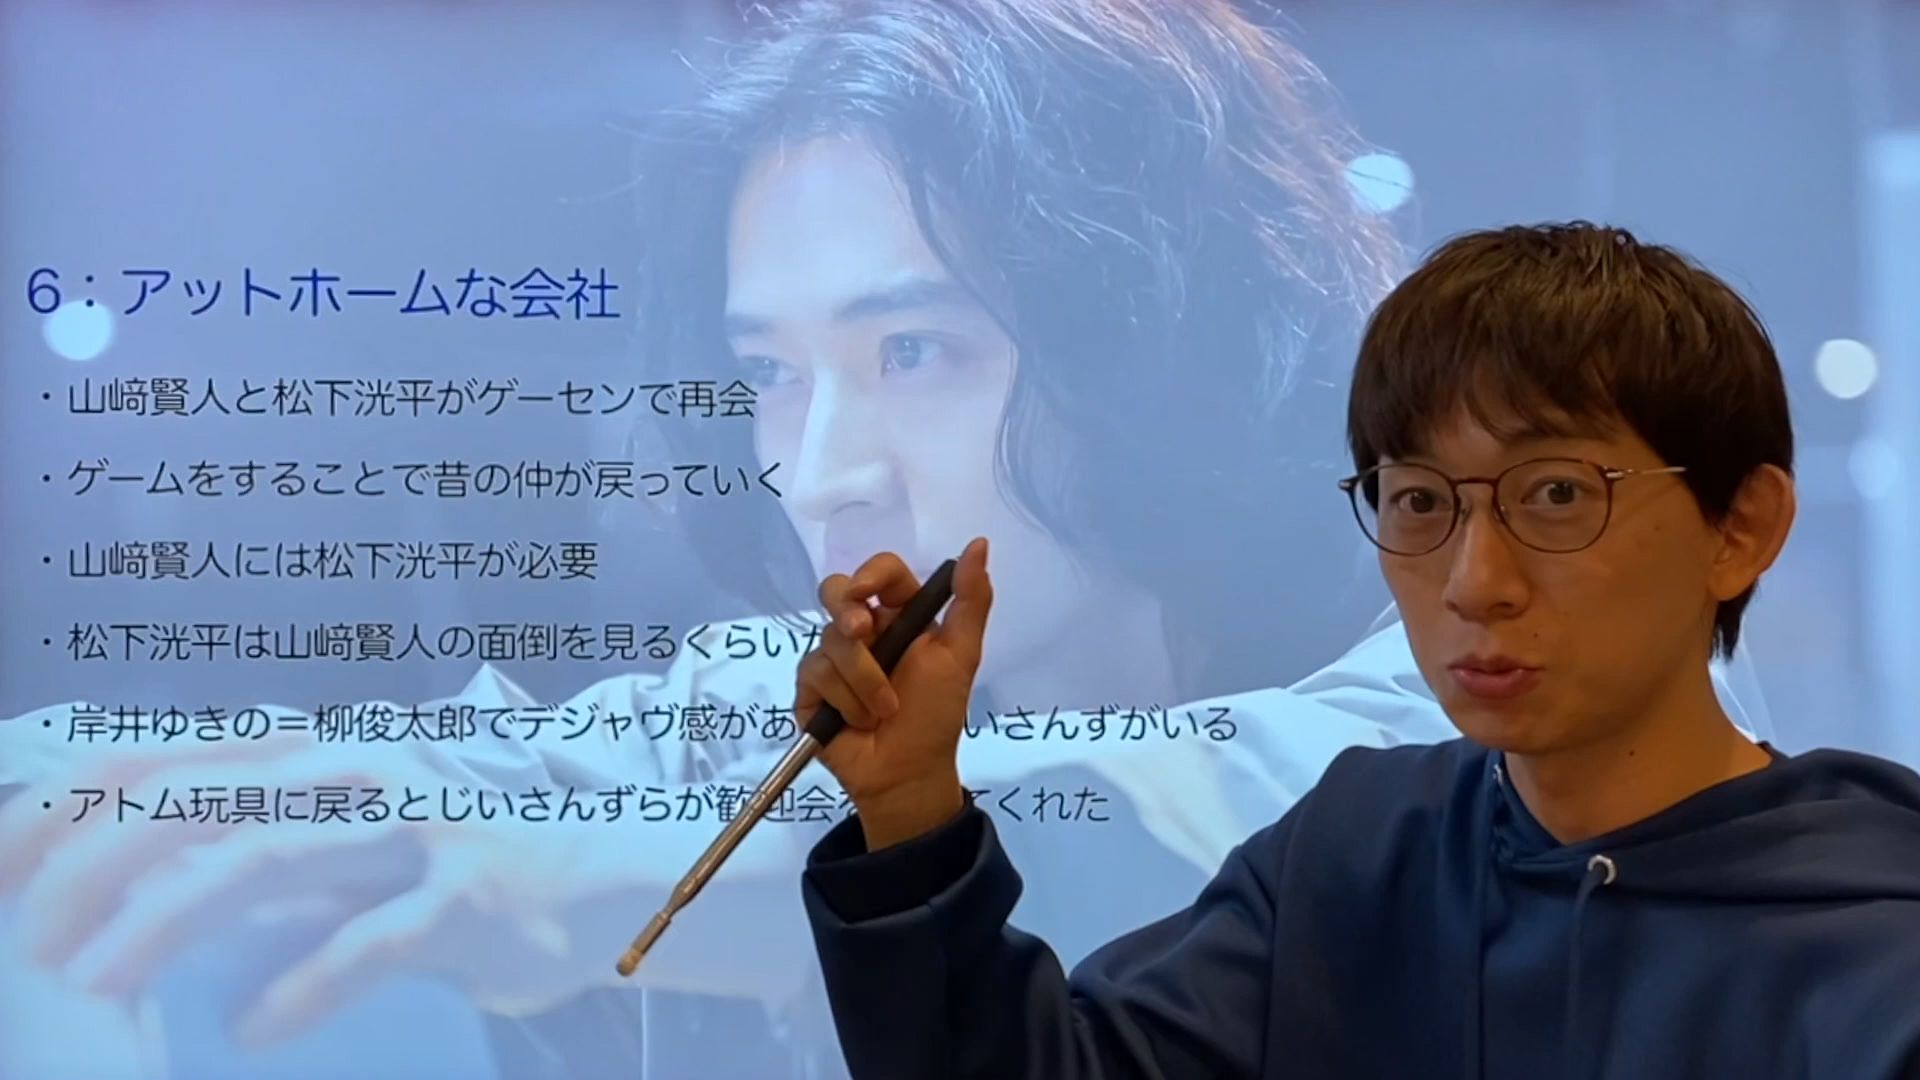 6：アットホームな会社
・山﨑賢人と松下洸平がゲーセンで再会
・ゲームをすることで昔の仲が戻っていく
・山﨑賢人には松下洸平が必要
・松下洸平は山﨑賢人の面倒を見るくらいが
・岸井ゆきの＝柳俊太郎でデジャヴ感があ いさんずがいる
・アトム玩具に戻るとじいさんずらが歓迎会を てくれた